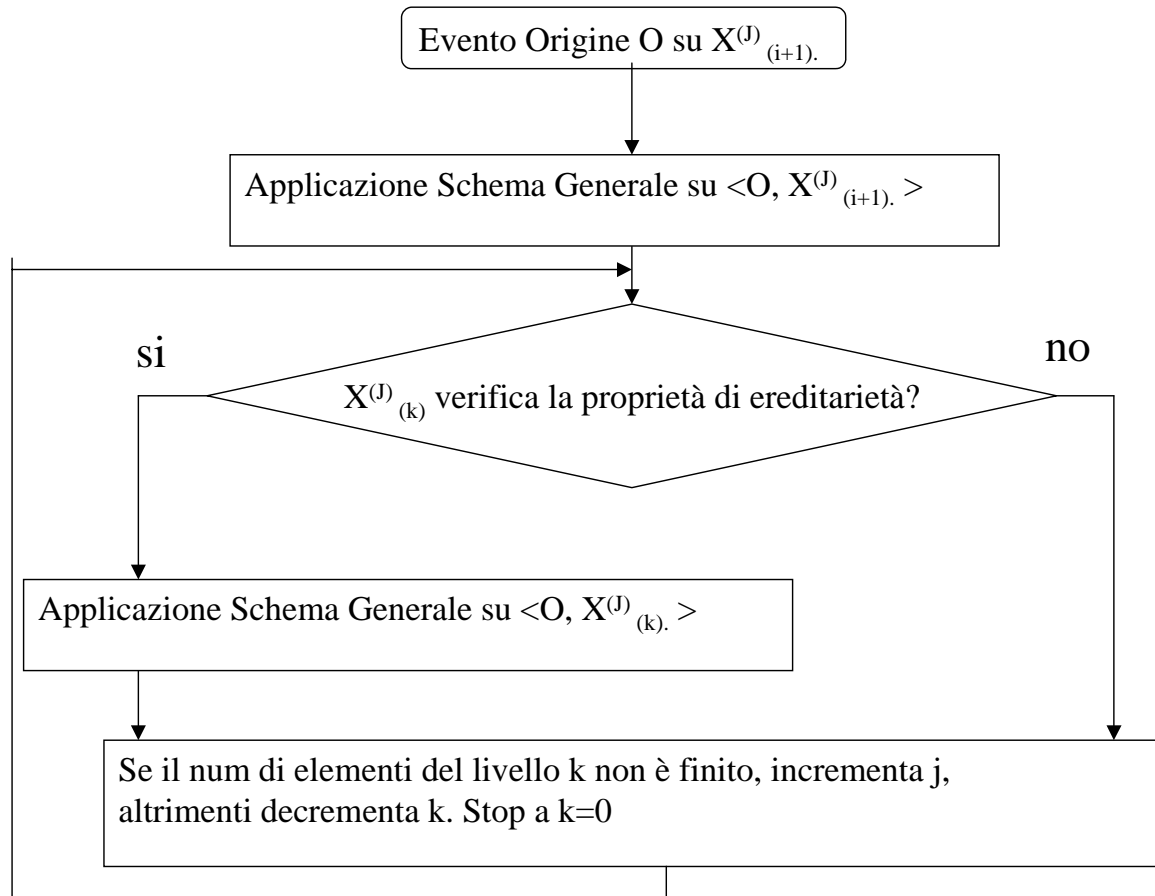 Evento Origine O su X(J) (i+1).
Applicazione Schema Generale su <O, X(J) (i+1). >
si
no
X(J) (k) verifica la proprietà di ereditarietà?
Applicazione Schema Generale su <O, X(J) (k). >
Se il num di elementi del livello k non è finito, incrementa j,
altrimenti decrementa k. Stop a k=0